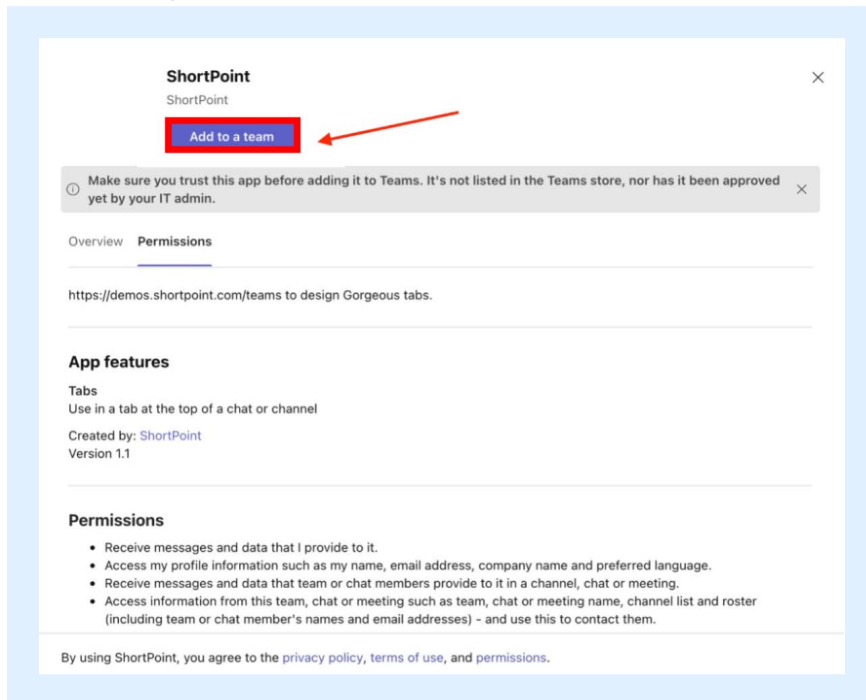 ShortPoint
ShortPoint
Add to a team
Make sure you trust this app before adding it to Teams. It's not listed in the Teams store, nor has it been approved
yet by your IT admin.
Overview Permissions
https://demos.shortpoint.com/teams to design Gorgeous tabs.
App features
Tabs
Use in a tab at the top of a chat or channel
Created by: ShortPoint
Version 1.1
Permissions
• Receive messages and data that I provide to it.
• Access my profile information such as my name, email address, company name and preferred language.
• Receive messages and data that team or chat members provide to it in a channel, chat or meeting.
• Access information from this team, chat or meeting such as team, chat or meeting name, channel list and roster
(including team or chat member's names and email addresses) - and use this to contact them.
By using ShortPoint, you agree to the privacy policy, terms of use, and permissions.